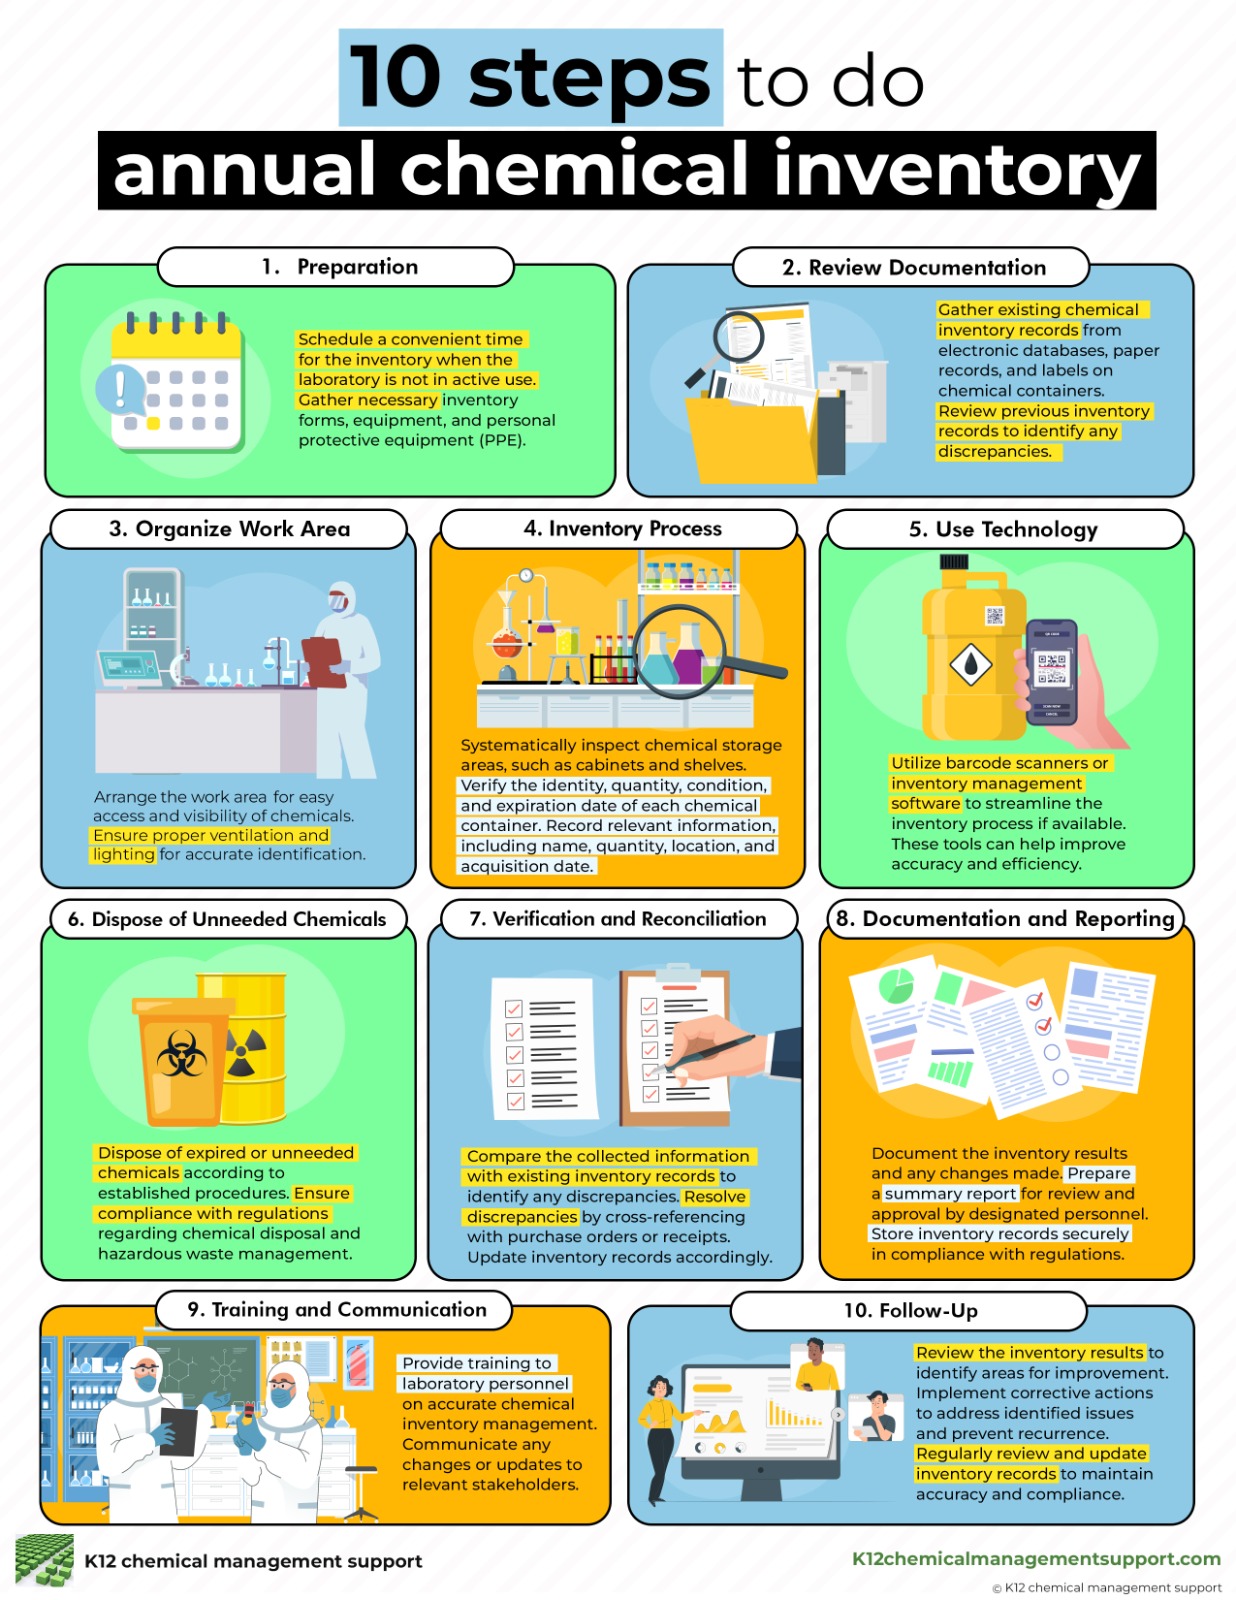 10 steps to do
annual chemical inventory
1. Preparation
Schedule a convenient time
for the inventory when the
laboratory is not in active use.
Gather necessary inventory
forms, equipment, and personal
protective equipment (PPE).
2. Review Documentation
Gather existing chemical
inventory records from
electronic databases, paper
records, and labels on
chemical containers.
Review previous inventory
records to identify any
discrepancies.
3. Organize Work Area
Arrange the work area for easy
access and visibility of chemicals.
Ensure proper ventilation and
lighting for accurate identification.
4. Inventory Process
Systematically inspect chemical storage
areas, such as cabinets and shelves.
Verify the identity, quantity, condition,
and expiration date of each chemical
container. Record relevant information,
including name, quantity, location, and
acquisition date.
5. Use Technology
Utilize barcode scanners or
inventory management
software to streamline the
inventory process if available.
These tools can help improve
accuracy and efficiency.
6. Dispose of Unneeded Chemicals
Dispose of expired or unneeded
chemicals according to
established procedures. Ensure
compliance with regulations
regarding chemical disposal and
hazardous waste management.
7. Verification and Reconciliation
Compare the collected information
with existing inventory records to
identify any discrepancies. Resolve
discrepancies by cross-referencing
with purchase orders or receipts.
Update inventory records accordingly.
8. Documentation and Reporting
Document the inventory results
and any changes made. Prepare
a summary report for review and
approval by designated personnel.
Store inventory records securely
in compliance with regulations.
9. Training and Communication
Provide training to
laboratory personnel
on accurate chemical
inventory management.
Communicate any
changes or updates to
relevant stakeholders.
10. Follow-Up
Review the inventory results to
identify areas for improvement.
Implement corrective actions
to address identified issues
and prevent recurrence.
Regularly review and update
inventory records to maintain
accuracy and compliance.
K12 chemical management support
K12chemicalmanagementsupport.com
© K12 chemical management support